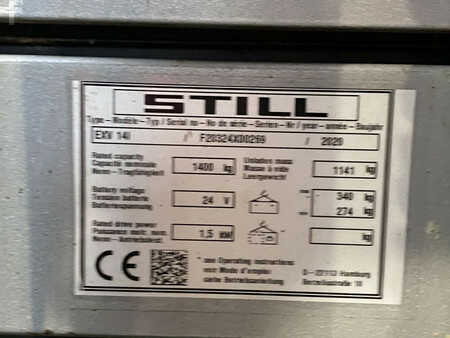 STILL
Type - Modèle - Typ / Serial no - No de série - Serien - Nr / year - année - Baujahr
EXV 14I / F20324X00269 / 2020
Rated capacity Unladen mass
Capacité nominale 1400 kg Masse à vide 1141 kg
Nenn - Tragfähigkeit Leergewicht
Battery voltage max 340 kg
Tension batterie 24 V
Batteriespannung min 274 kg
Rated drive power
Puissance mot. nom. 1,5 kW kg
Nenn - Antriebsleist.
CE
see Operating instructions D - 22113 Hamburg
voir Mode d'emploi Berzeliusstraße 10
siehe Betriebsanleitung